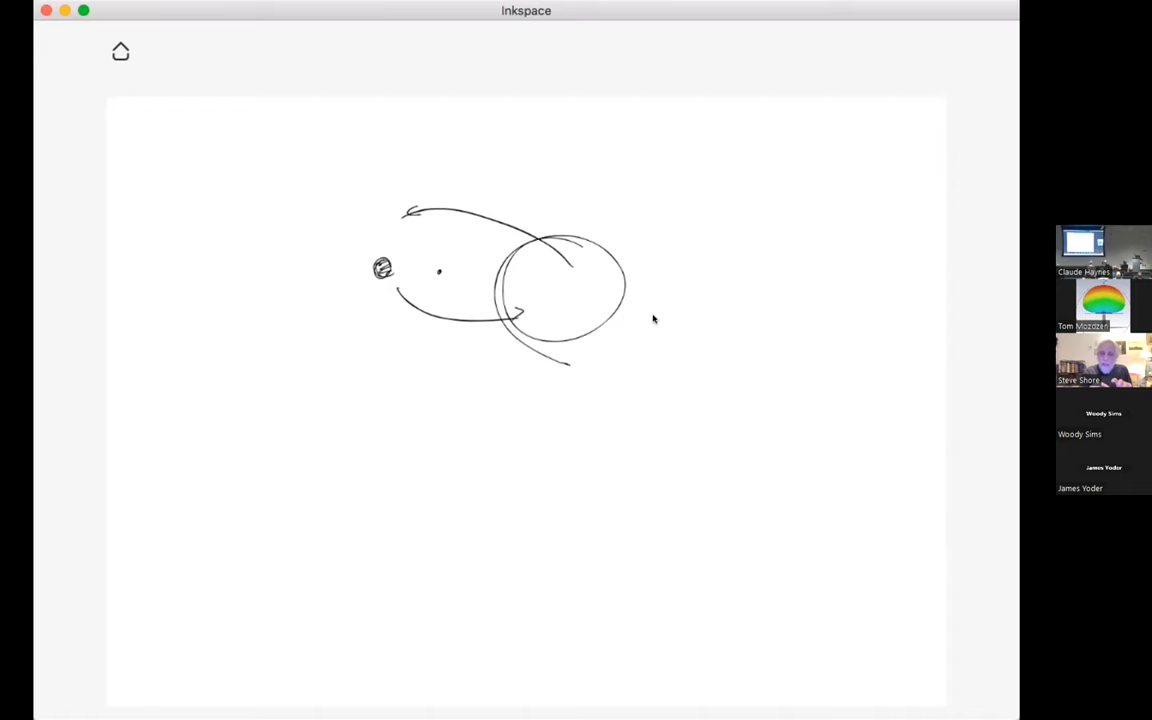 Inkspace
Claude Haynes
Tom Mozdzen
Steve Shore
Woody Sims
Woody Sims
James Yoder
James Yoder